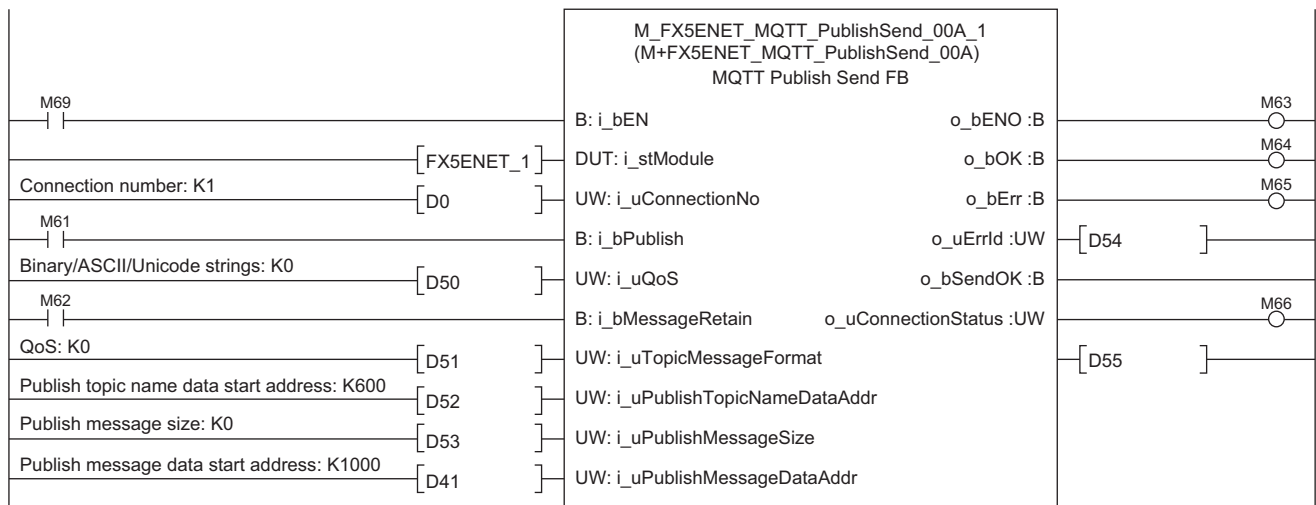 M_FX5ENET_MQTT_PublishSend_00A_1
(M+FX5ENET_MQTT_PublishSend_00A)
MQTT Publish Send FB
M69
B: i_bEN
o_bENO :B
M63
FX5ENET_1
DUT: i_stModule
o_bOK :B
M64
Connection number: K1
D0
UW: i_uConnectionNo
o_bErr :B
M65
M61
B: i_bPublish
o_uErrId :UW
D54
Binary/ASCII/Unicode strings: K0
D50
UW: i_uQoS
o_bSendOK :B
M62
B: i_bMessageRetain
o_uConnectionStatus :UW
M66
QoS: K0
D51
UW: i_uTopicMessageFormat
D55
Publish topic name data start address: K600
D52
UW: i_uPublishTopicNameDataAddr
Publish message size: K0
D53
UW: i_uPublishMessageSize
Publish message data start address: K1000
D41
UW: i_uPublishMessageDataAddr